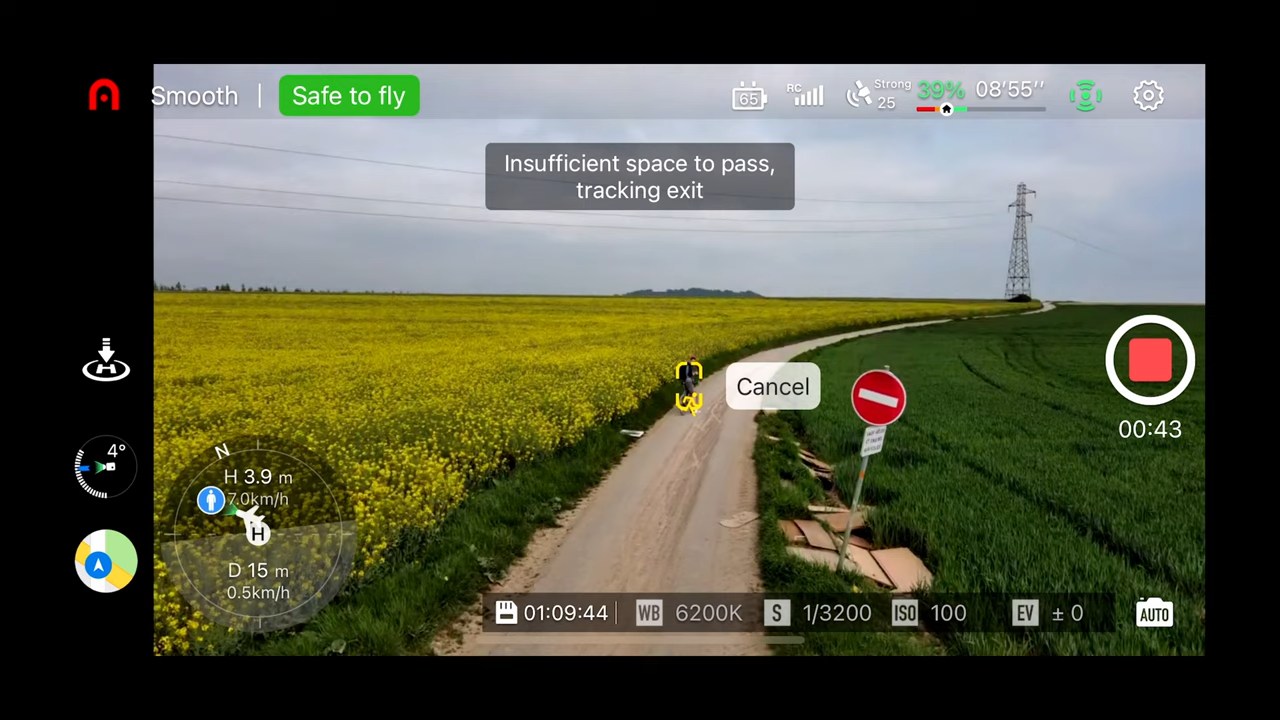 Smooth |
Safe to fly
65
RC
Strong
25
39%
08'55''
Insufficient space to pass,
tracking exit
Cancel
00:43
4°
N
H 3.9 m
7.0km/h
H
D 15 m
0.5km/h
01:09:44 |
WB 6200K
S 1/3200
ISO 100
EV ± 0
AUTO